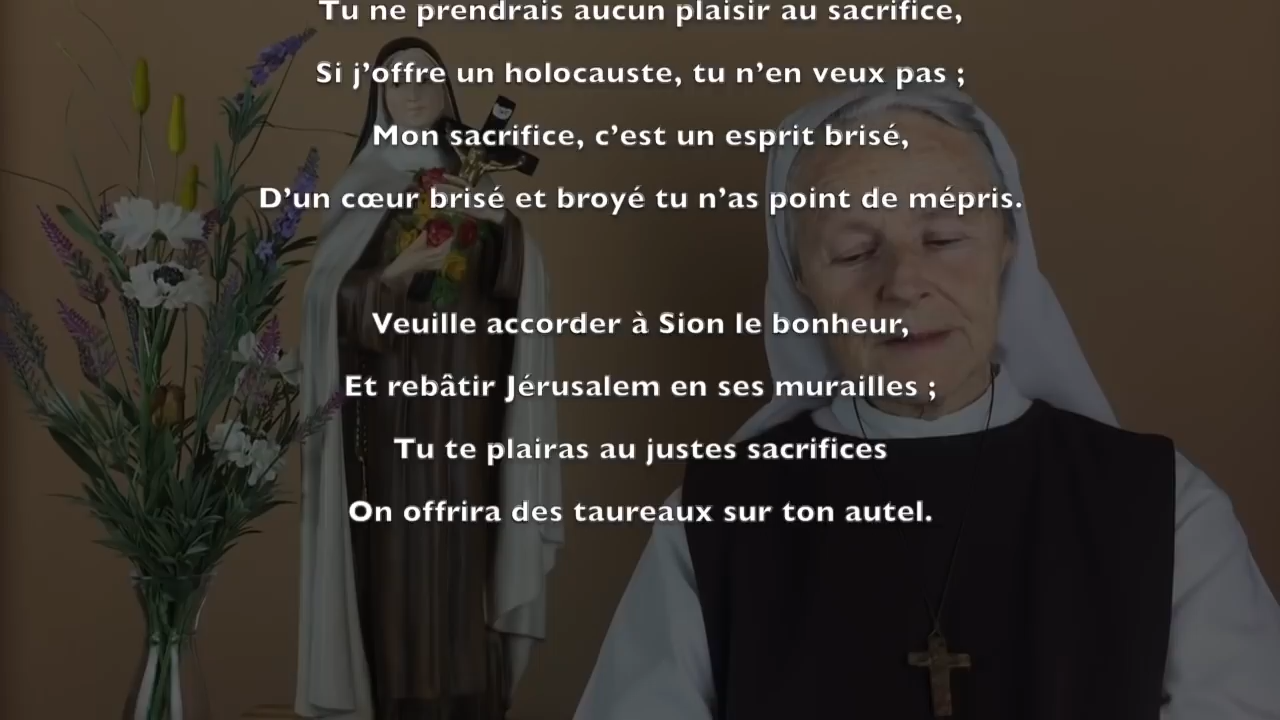 Tu ne prendrais aucun plaisir au sacrifice,
Si j’offre un holocauste, tu n’en veux pas ;
Mon sacrifice, c’est un esprit brisé,
D’un cœur brisé et broyé tu n’as point de mépris.
Veuille accorder à Sion le bonheur,
Et rebâtir Jérusalem en ses murailles ;
Tu te plairas au justes sacrifices
On offrira des taureaux sur ton autel.